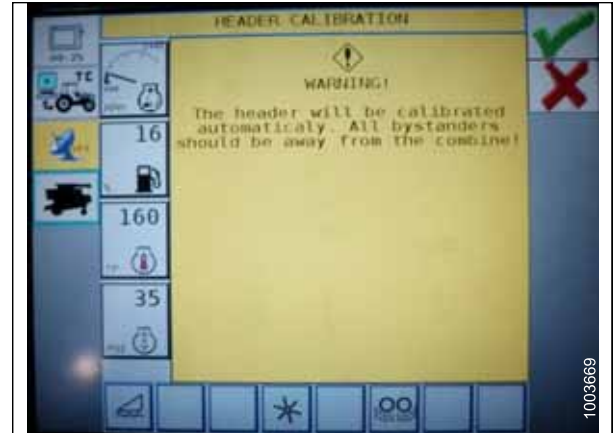 HEADER CALIBRATION
TC
WARNING!
The header will be calibrated
automaticaly. All bystanders
should be away from the combine!
16
160
35
1003669